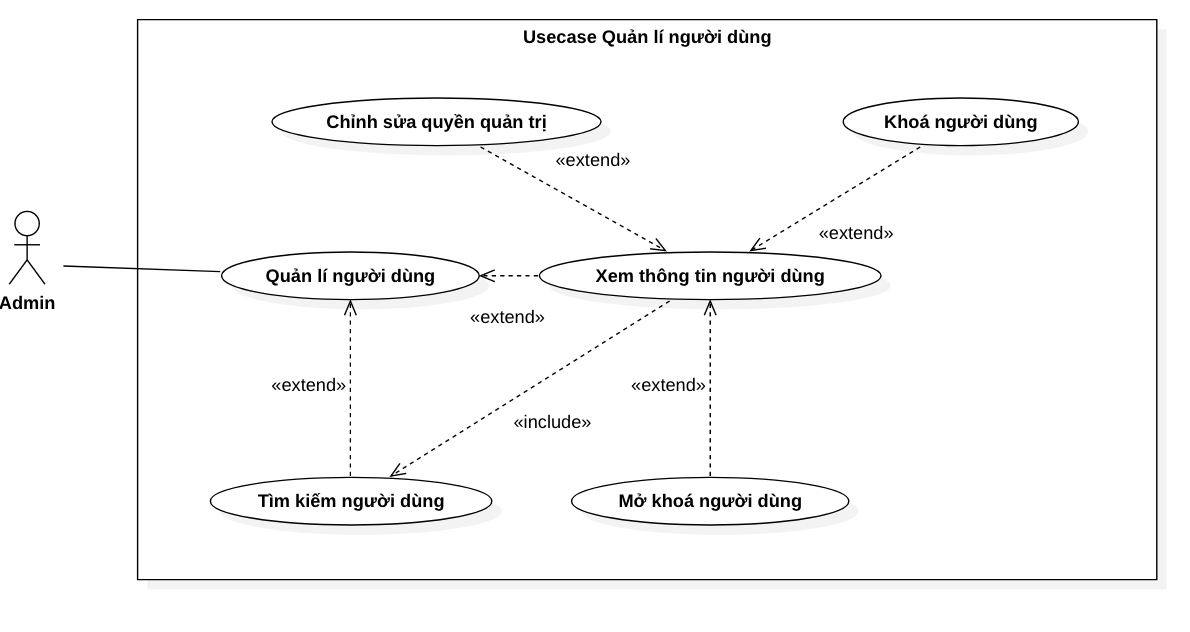 Usecase Quản lí người dùng
Chỉnh sửa quyền quản trị
Khoá người dùng
«extend»
«extend»
Admin
Quản lí người dùng
Xem thông tin người dùng
«extend»
«extend»
«extend»
«include»
Tìm kiếm người dùng
Mở khoá người dùng